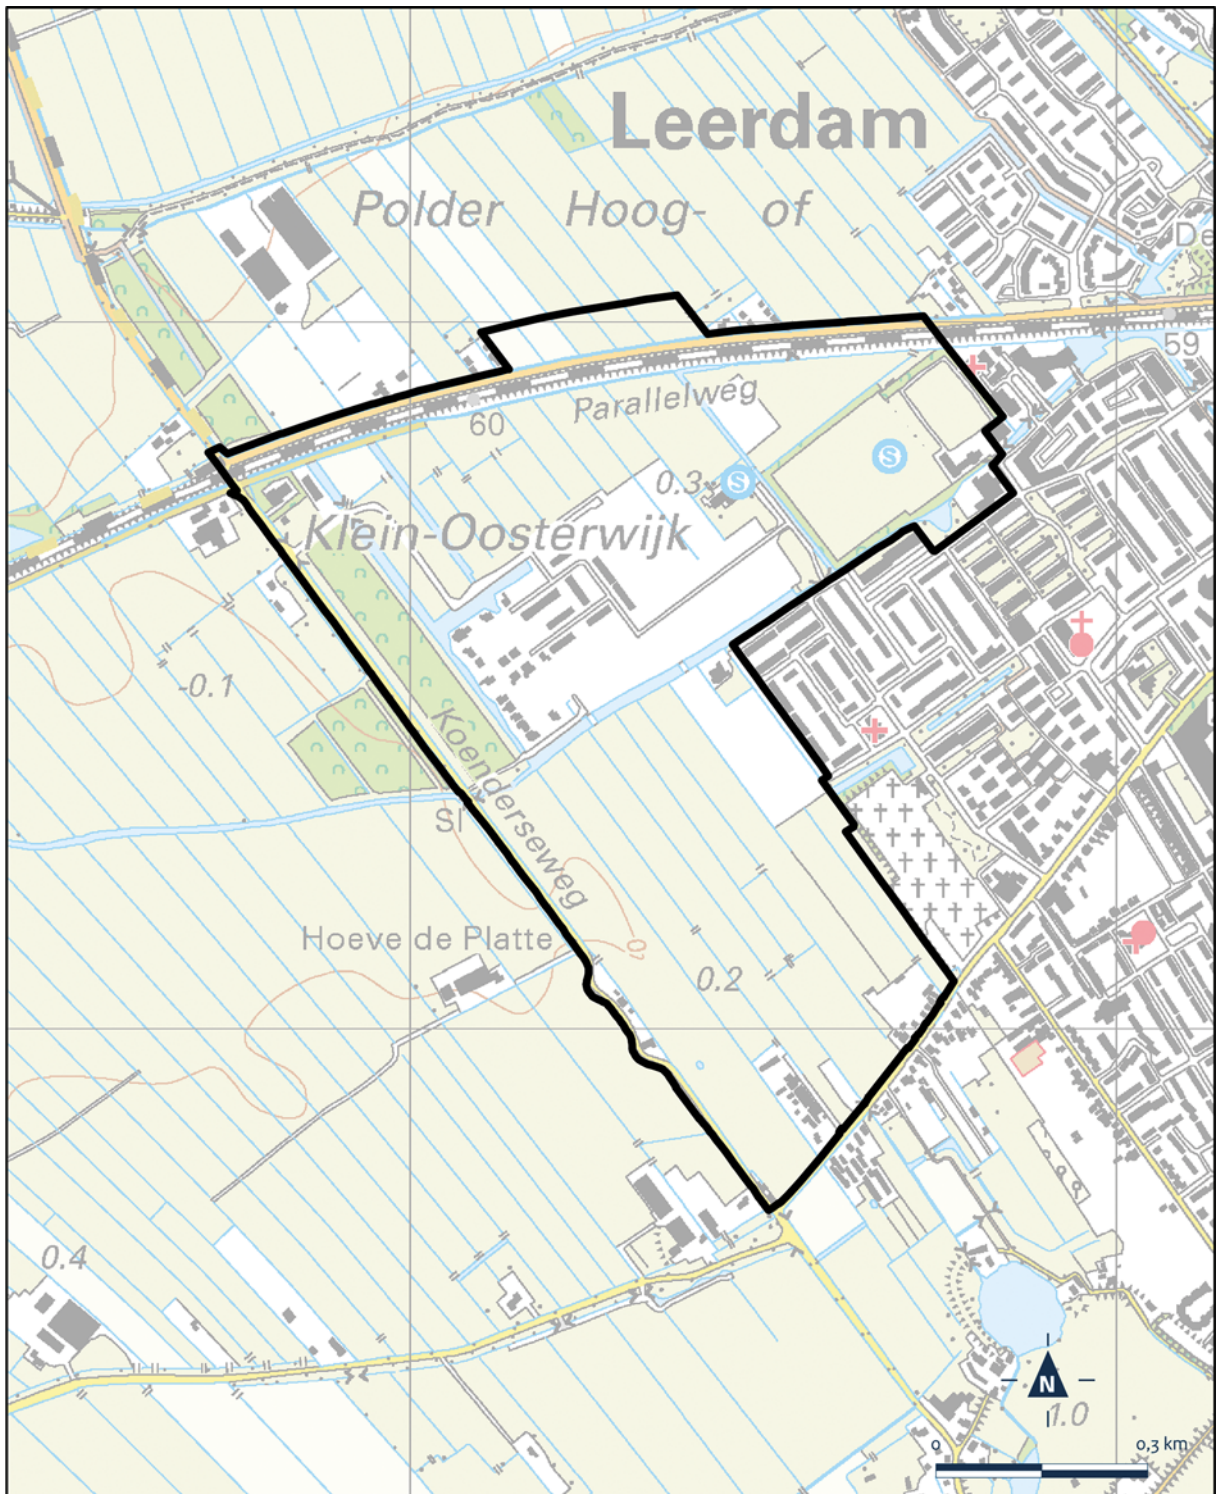 Leerdam
Polder Hoog- of
De
59
Parallelweg
60
S
0.3
S
Klein-Oosterwijk
-0.1
Koenderseweg
Sl
Hoeve de Platte
0.2
0.4
N
1.0
0
0,3 km